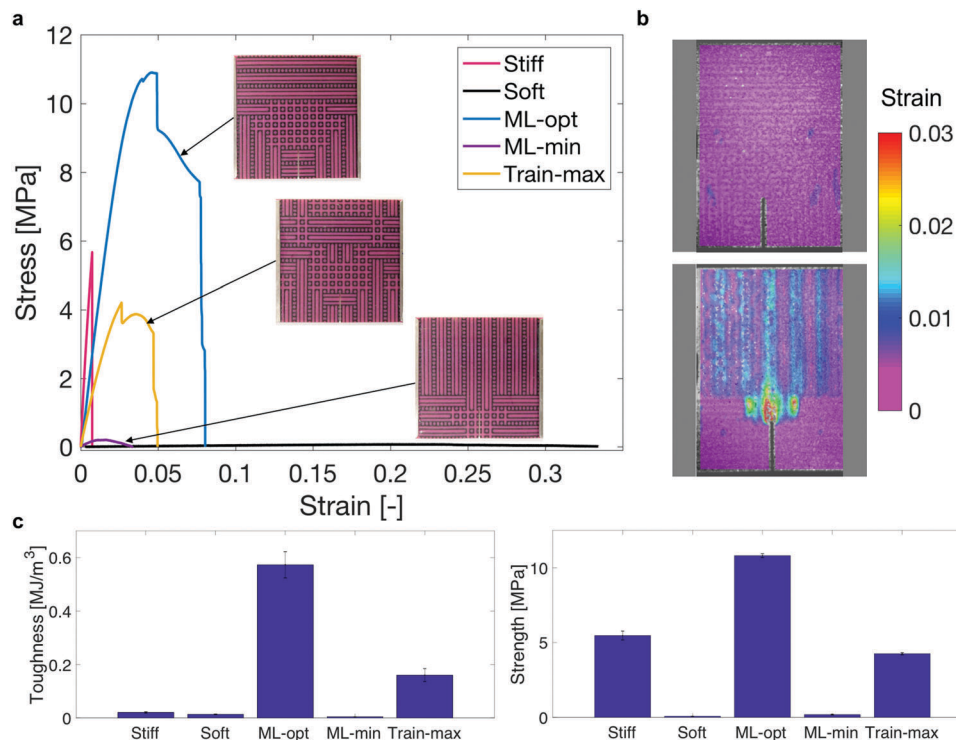 a
12
10
8
6
4
2
0
Stress [MPa]
0
0.05
0.1
0.15
0.2
0.25
0.3
Strain [-]
Stiff
Soft
ML-opt
ML-min
Train-max
b
Strain
0.03
0.02
0.01
0
c
Toughness [MJ/m³]
0.6
0.4
0.2
0
Stiff
Soft
ML-opt
ML-min
Train-max
Strength [MPa]
10
5
0
Stiff
Soft
ML-opt
ML-min
Train-max